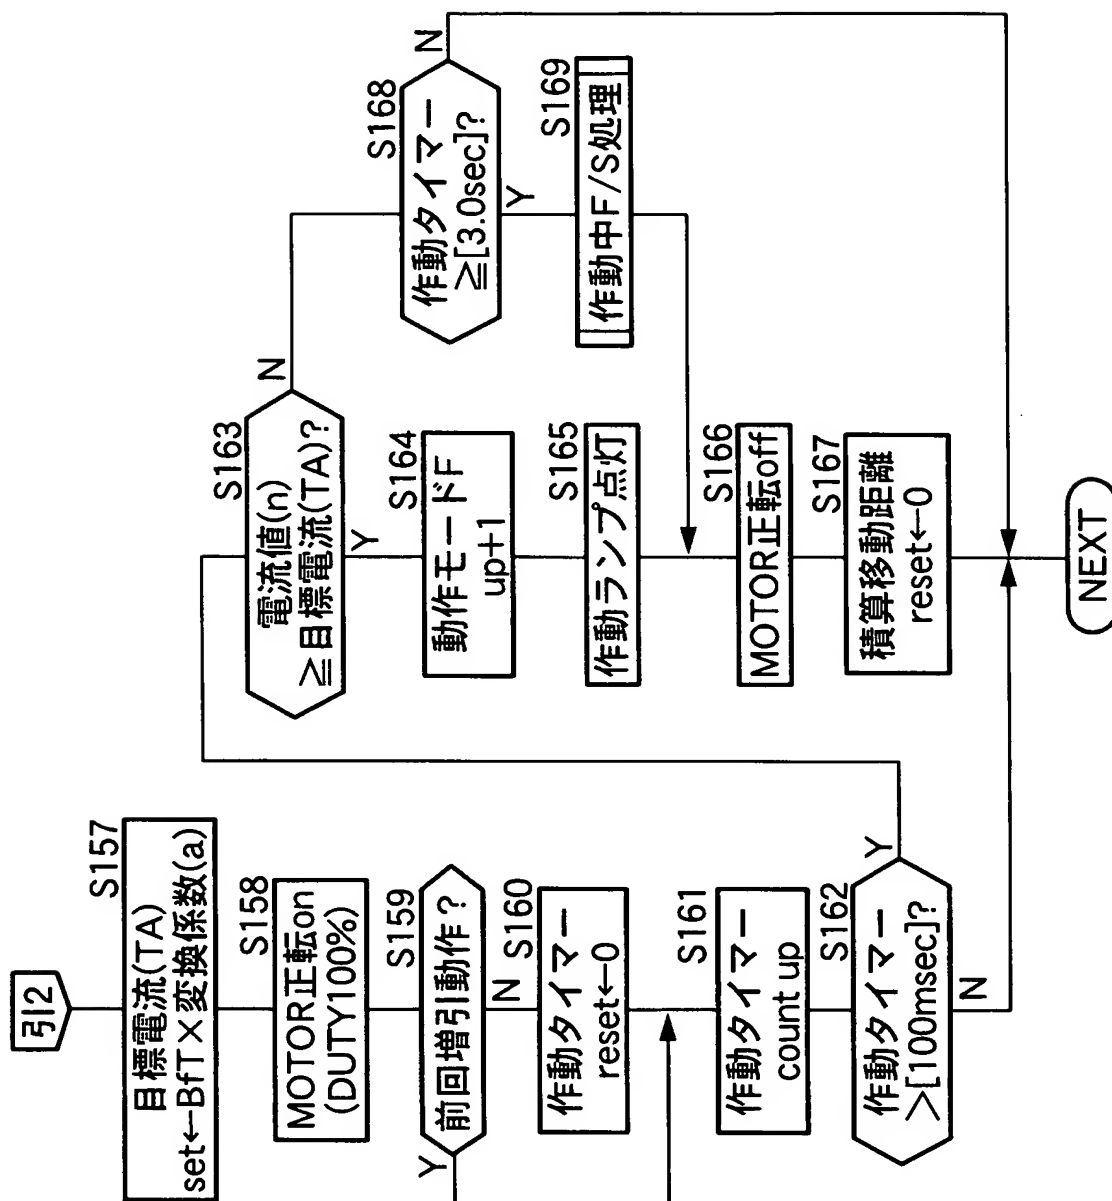 引2
S157
目標電流(TA)
set←BfT×変換係数(a)
S158
MOTOR正転on
(DUTY100%)
S159
前回増引動作?
Y
N
S160
作動タイマー
reset←0
S161
作動タイマー
count up
S162
作動タイマー
>[100msec]?
Y
N
S163
電流値(n)
≧目標電流(TA)?
N
Y
S164
動作モードF
up+1
S165
作動ランプ点灯
S166
MOTOR正転off
S167
積算移動距離
reset←0
S168
作動タイマー
≧[3.0sec]?
N
Y
S169
作動中F/S処理
NEXT